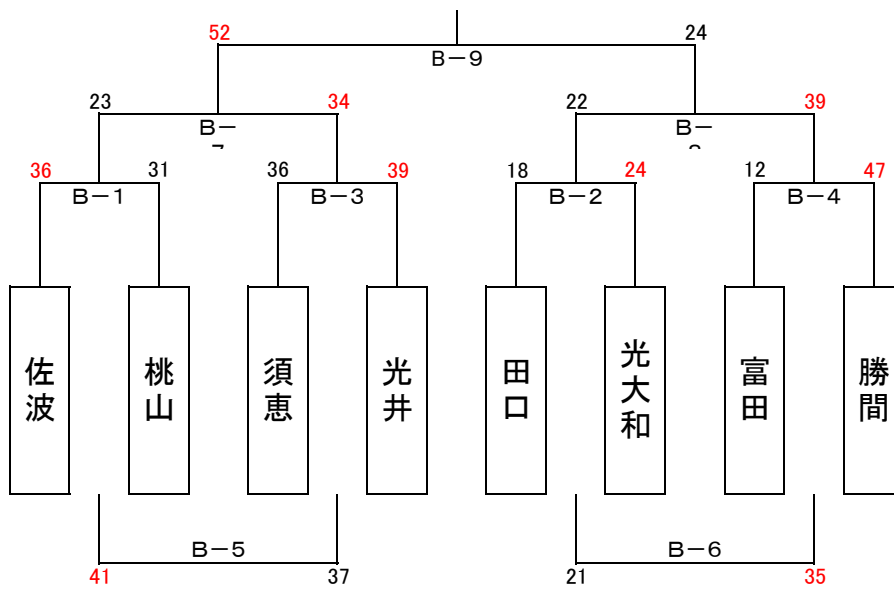 52 24
B-9
23 34 22 39
B- B-
36 31 36 39 18 24 12 47
B-1 B-3 B-2 B-4
佐波 桃山 須恵 光井 田口 光大和 富田 勝間
B-5 B-6
41 37 21 35